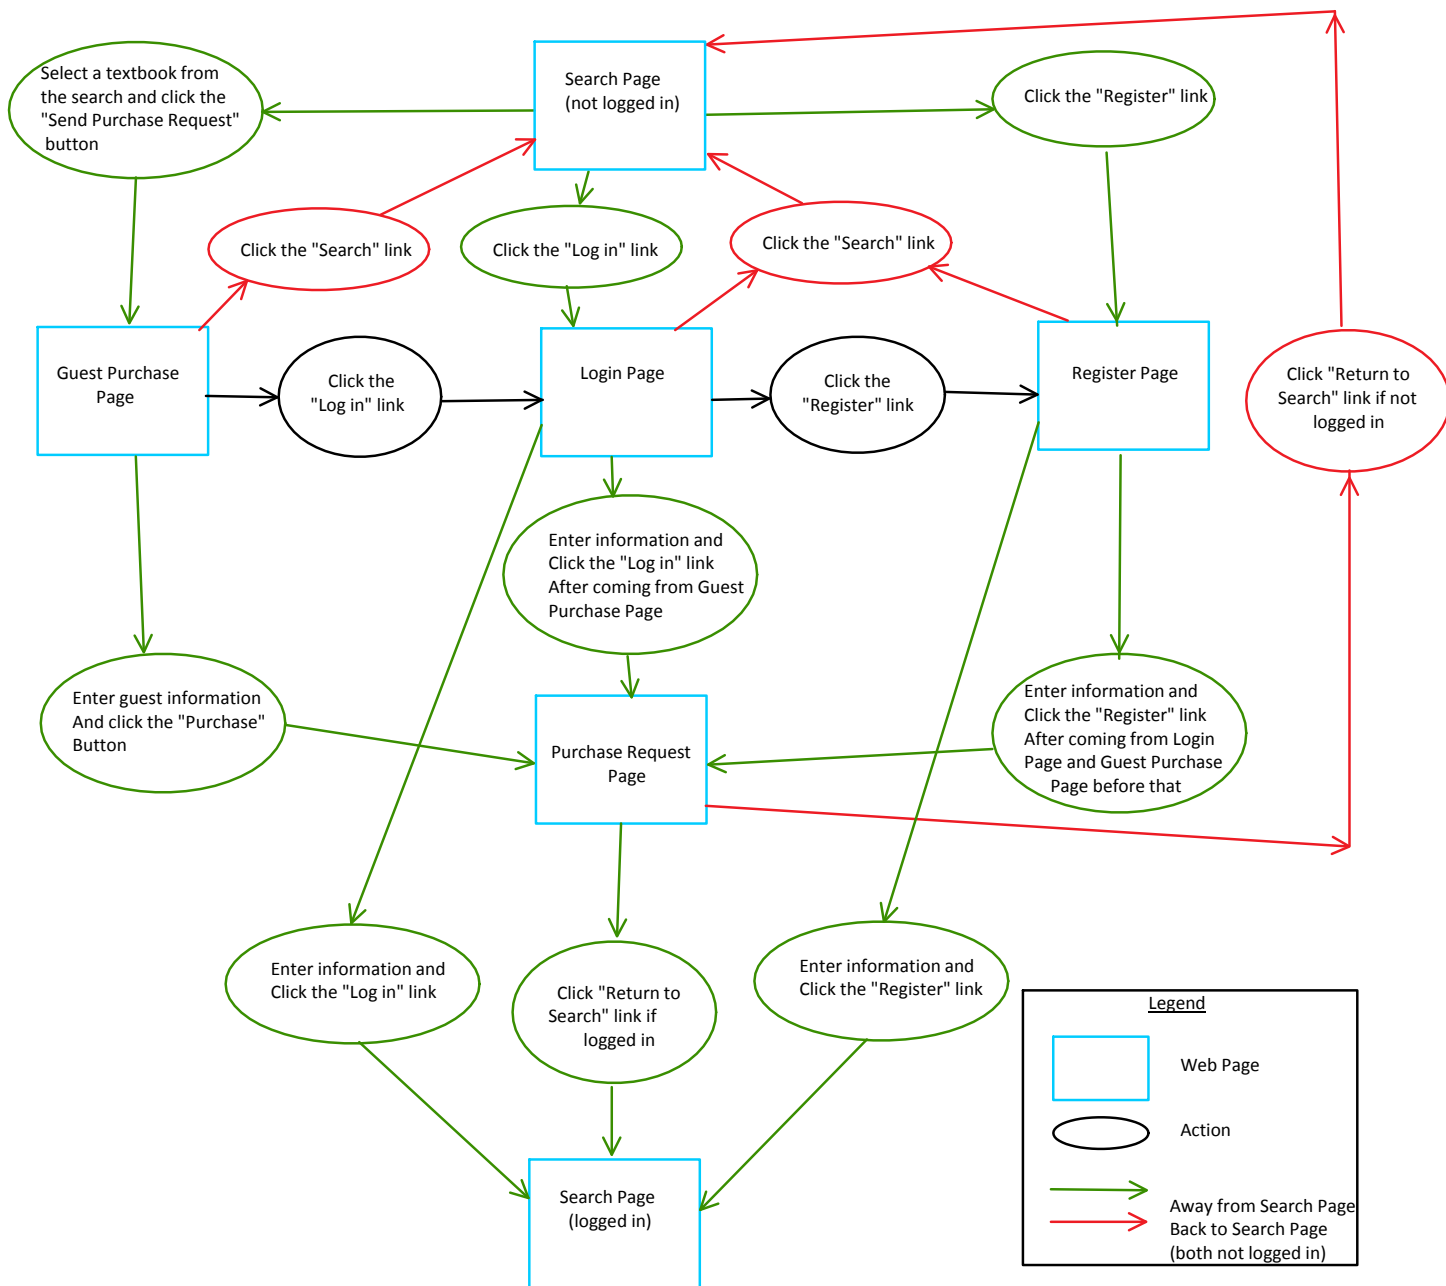 Select a textbook from
the search and click the
"Send Purchase Request"
button
Search Page
(not logged in)
Click the "Register" link
Click the "Search" link
Click the "Log in" link
Click the "Search" link
Guest Purchase
Page
Click the
"Log in" link
Login Page
Click the
"Register" link
Register Page
Click "Return to
Search" link if not
logged in
Enter information and
Click the "Log in" link
After coming from Guest
Purchase Page
Enter guest information
And click the "Purchase"
Button
Purchase Request
Page
Enter information and
Click the "Register" link
After coming from Login
Page and Guest Purchase
Page before that
Enter information and
Click the "Log in" link
Click "Return to
Search" link if
logged in
Enter information and
Click the "Register" link
Search Page
(logged in)
Legend
Web Page
Action
Away from Search Page
Back to Search Page
(both not logged in)